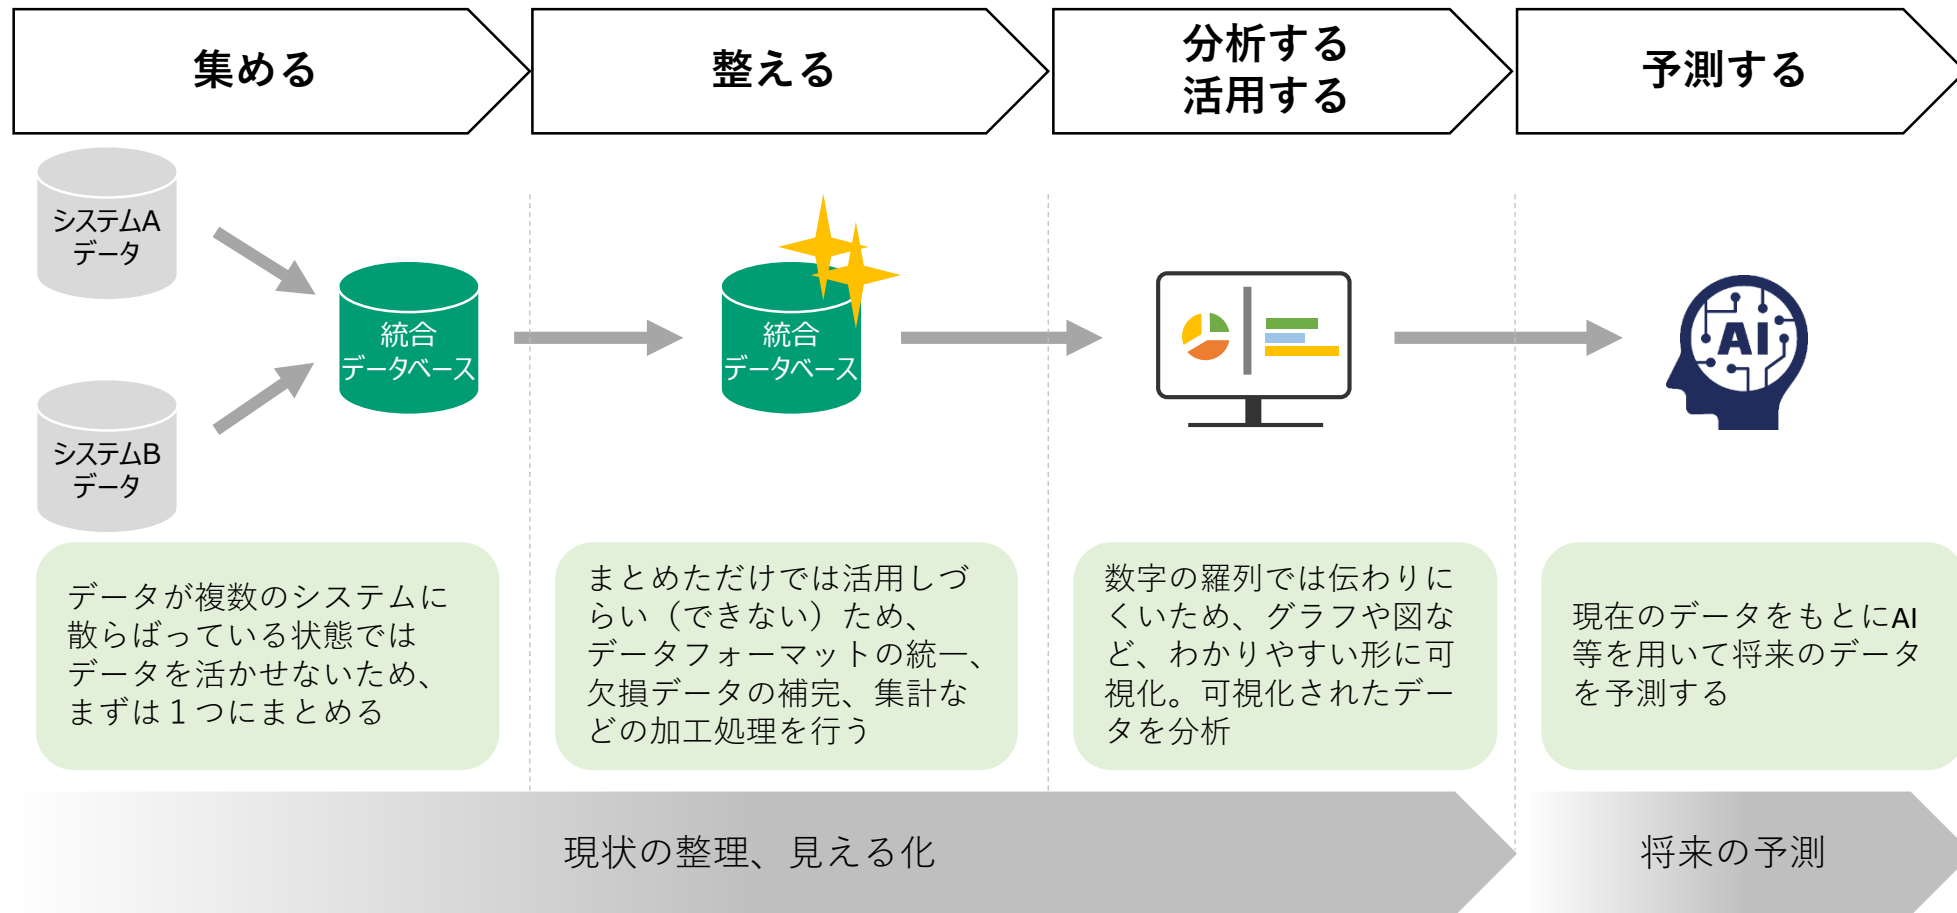 集める
整える
分析する
活用する
予測する
システムA
データ
システムB
データ
統合
データベース
統合
データベース
AI
データが複数のシステムに
散らばっている状態では
データを活かせないため、
まずは１つにまとめる
まとめただけでは活用しづ
らい（できない）ため、
データフォーマットの統一、
欠損データの補完、集計な
どの加工処理を行う
数字の羅列では伝わりに
くいため、グラフや図な
ど、わかりやすい形に可
視化。可視化されたデー
タを分析
現在のデータをもとにAI
等を用いて将来のデータ
を予測する
現状の整理、見える化
将来の予測